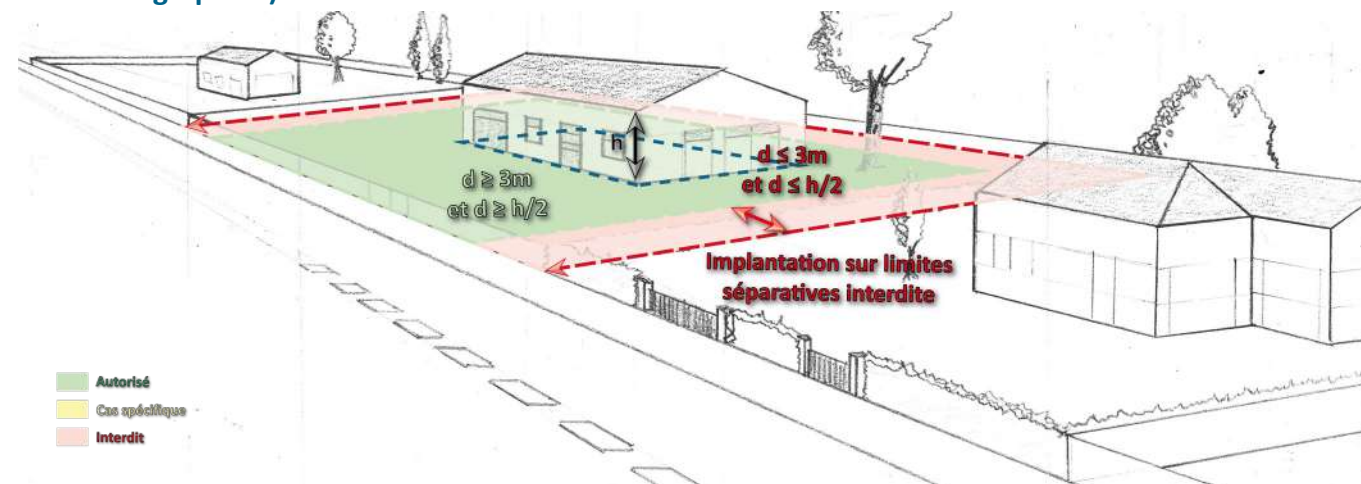 h
d ≤ 3m
et d ≤ h/2
d ≥ 3m
et d ≥ h/2
Implantation sur limites
séparatives interdite
Autorisé
Cas spécifique
Interdit